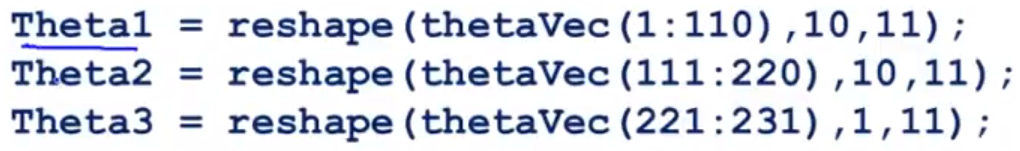 Theta1 = reshape(thetaVec(1:110),10,11);
Theta2 = reshape(thetaVec(111:220),10,11);
Theta3 = reshape(thetaVec(221:231),1,11);